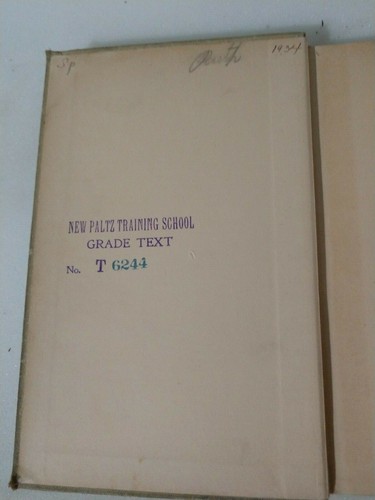 1934
NEW PALTZ TRAINING SCHOOL
GRADE TEXT
No. T 6244